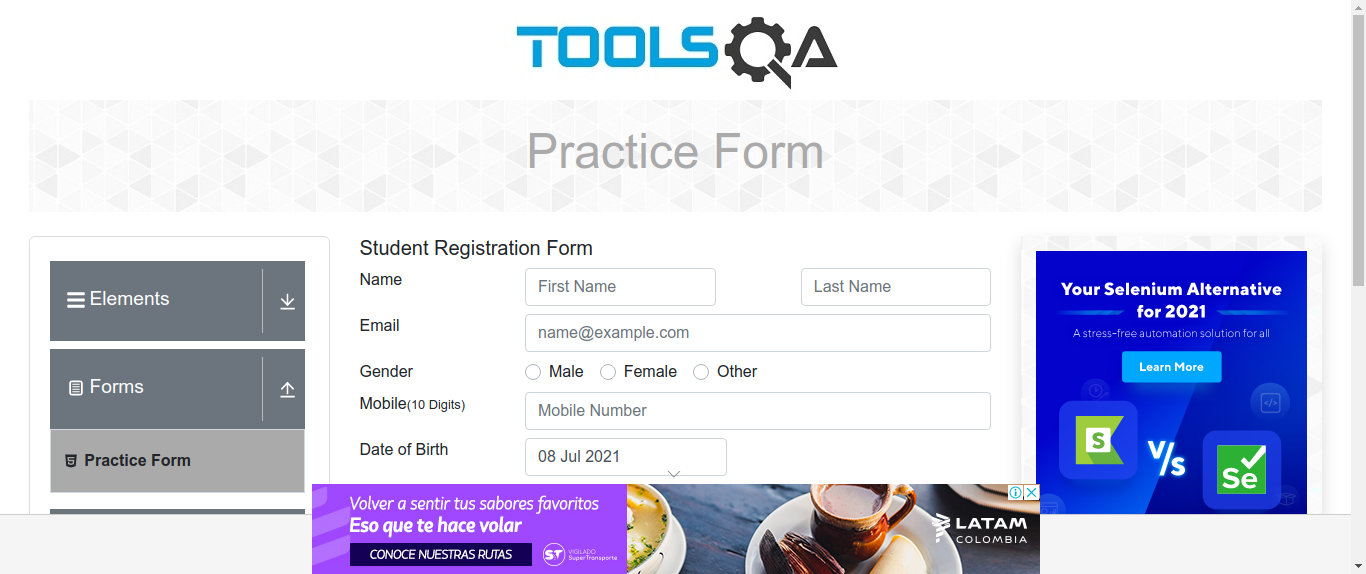 TOOLSQA
Practice Form
Elements
Forms
Practice Form
Student Registration Form
Name
First Name
Last Name
Email
name@example.com
Gender
Male
Female
Other
Mobile(10 Digits)
Mobile Number
Date of Birth
08 Jul 2021
Your Selenium Alternative
for 2021
A stress-free automation solution for all
Learn More
S
V/s
Se
Volver a sentir tus sabores favoritos
Eso que te hace volar
CONOCE NUESTRAS RUTAS
ST
VIGILADO
SuperTransporte
LATAM
COLOMBIA